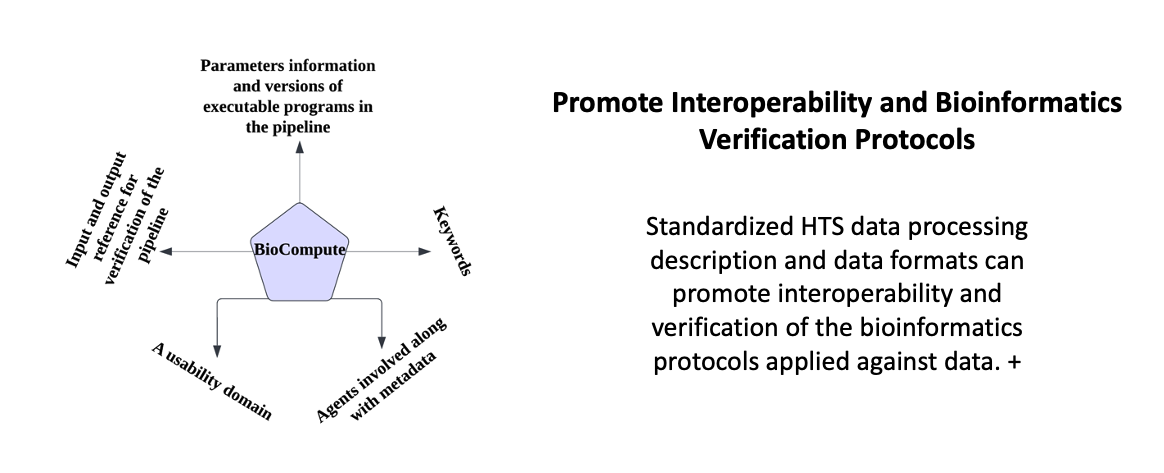 Parameters information
and versions of
executable programs in
the pipeline
Input and output
reference for
verification of the
pipeline
BioCompute
Keywords
A usability domain
Agents involved along
with metadata
Promote Interoperability and Bioinformatics
Verification Protocols
Standardized HTS data processing
description and data formats can
promote interoperability and
verification of the bioinformatics
protocols applied against data. +